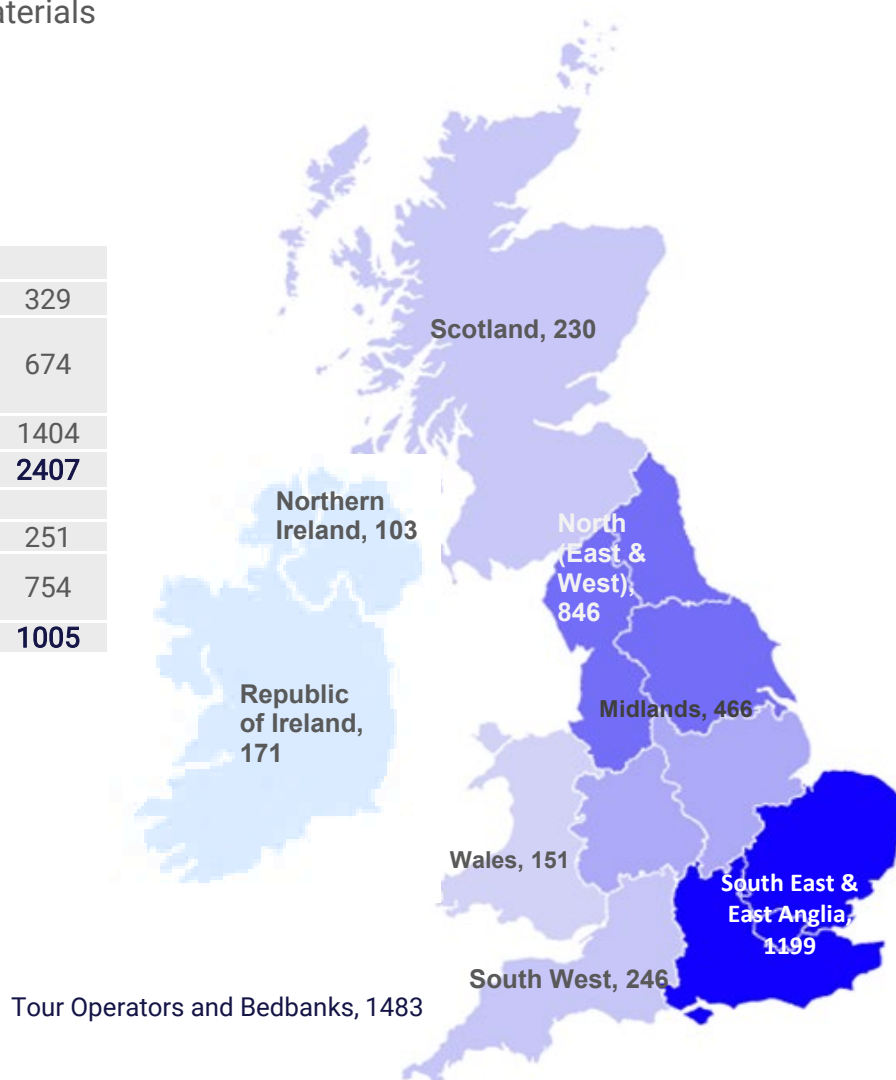 aterials
329
674
1404
2407
251
754
1005
Scotland, 230
Northern
Ireland, 103
North
(East &
West),
846
Republic
of Ireland,
171
Midlands, 466
Wales, 151
South East &
East Anglia,
1199
South West, 246
Tour Operators and Bedbanks, 1483